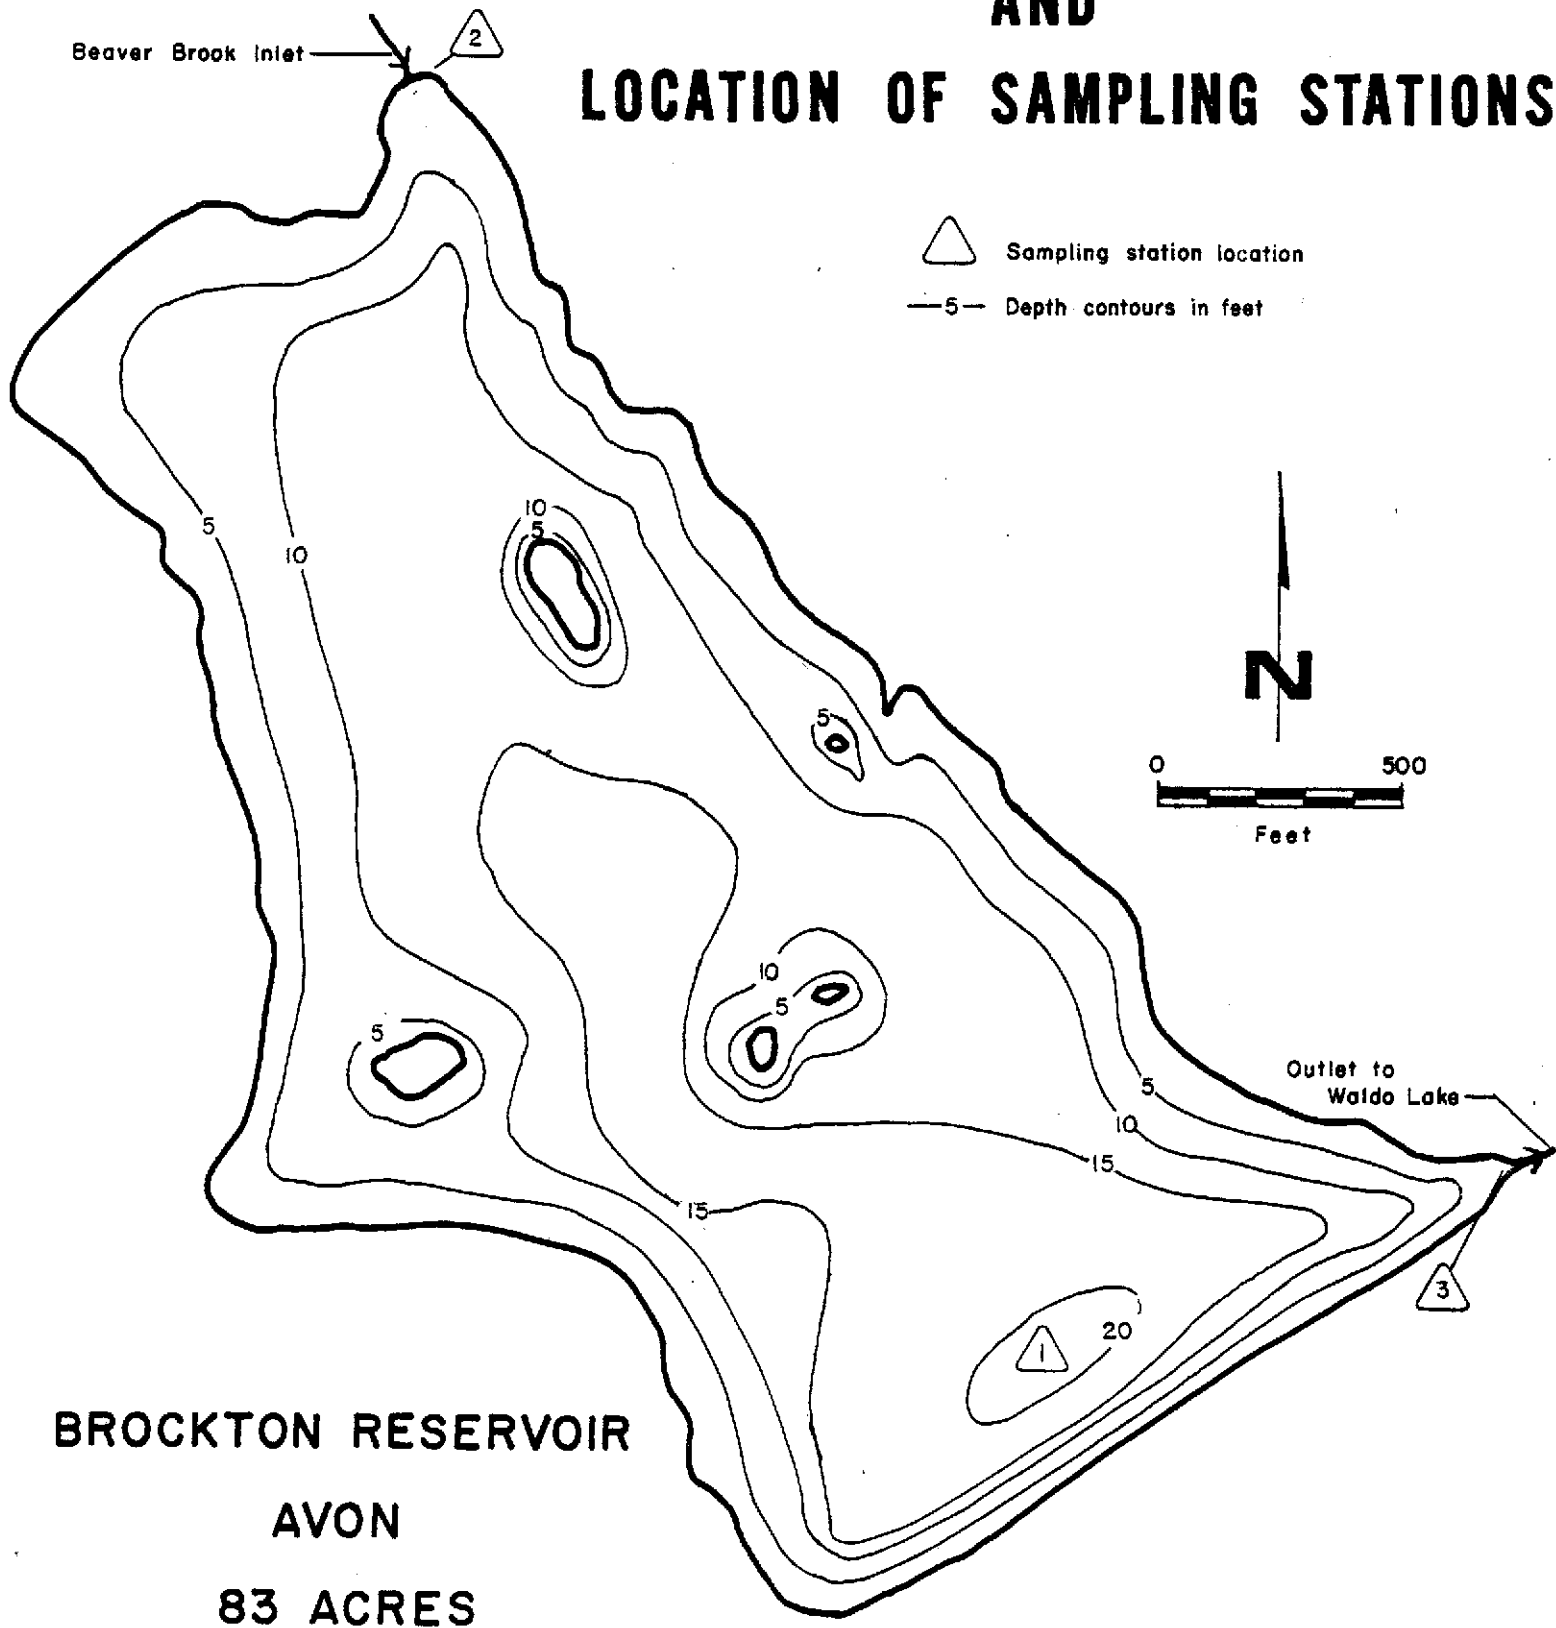 AND
Beaver Brook Inlet
2
LOCATION OF SAMPLING STATIONS
Sampling station location
—5— Depth contours in feet
5
10
10
5
N
5
0 500
Feet
10
5
5
Outlet to
Waldo Lake
5
10
15
15
3
20
1
BROCKTON RESERVOIR
AVON
83 ACRES